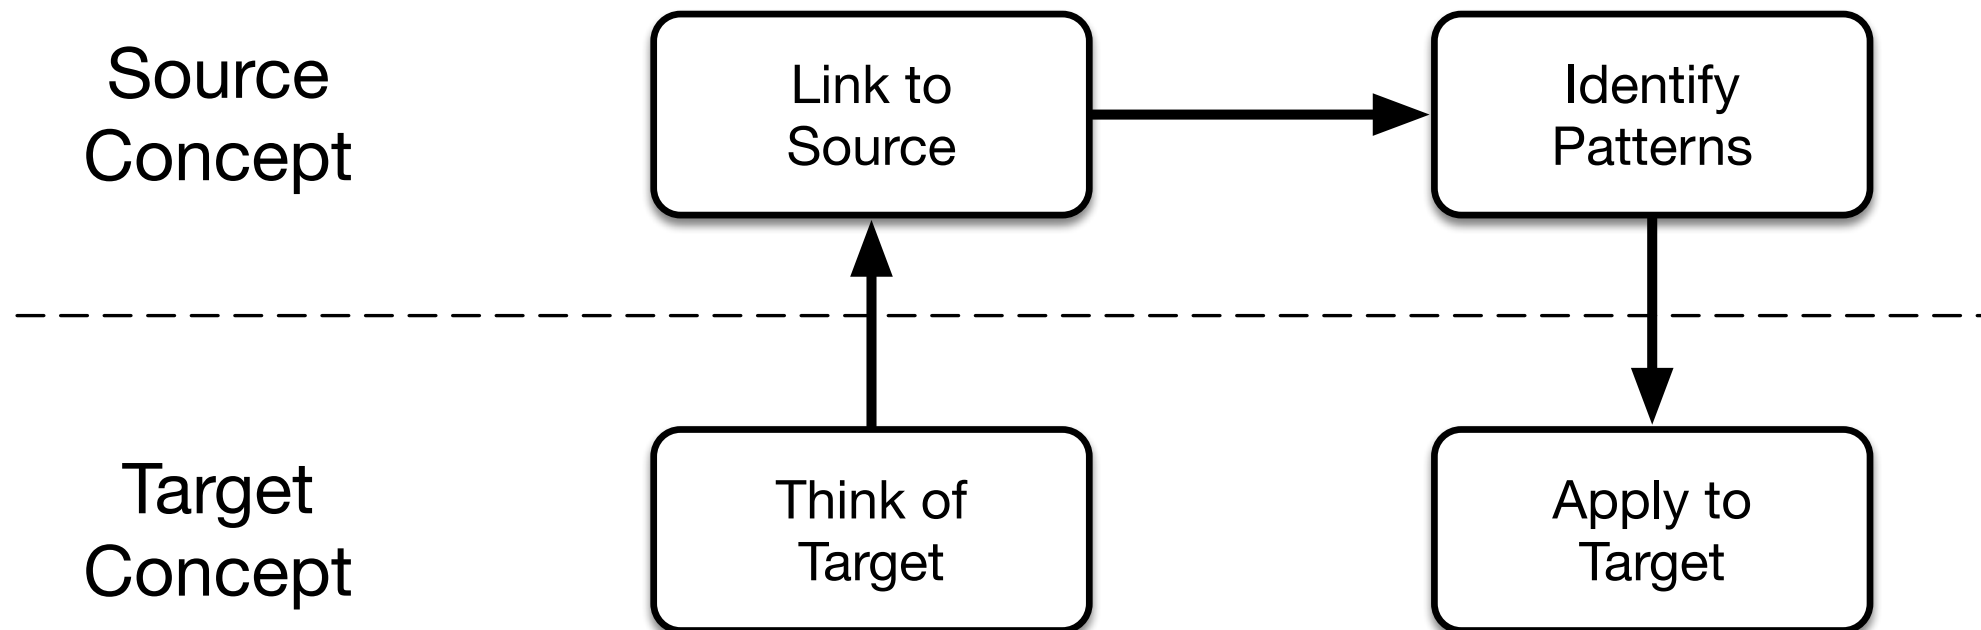 Source
Concept
Link to
Source
Identify
Patterns
Target
Concept
Think of
Target
Apply to
Target